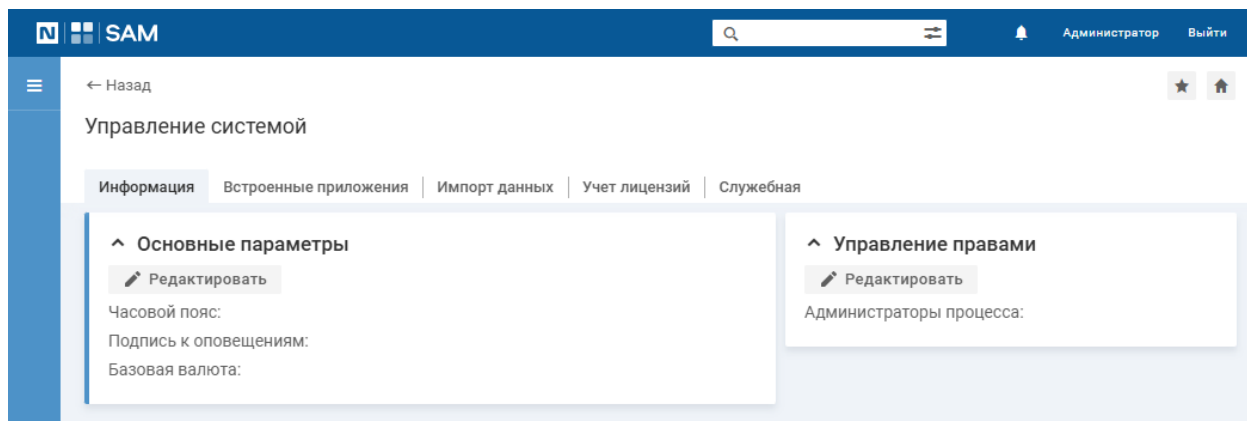 N SAM
Администратор Выйти
← Назад
Управление системой
Информация Встроенные приложения Импорт данных Учет лицензий Служебная
Основные параметры
Редактировать
Часовой пояс:
Подпись к оповещениям:
Базовая валюта:
Управление правами
Редактировать
Администраторы процесса: